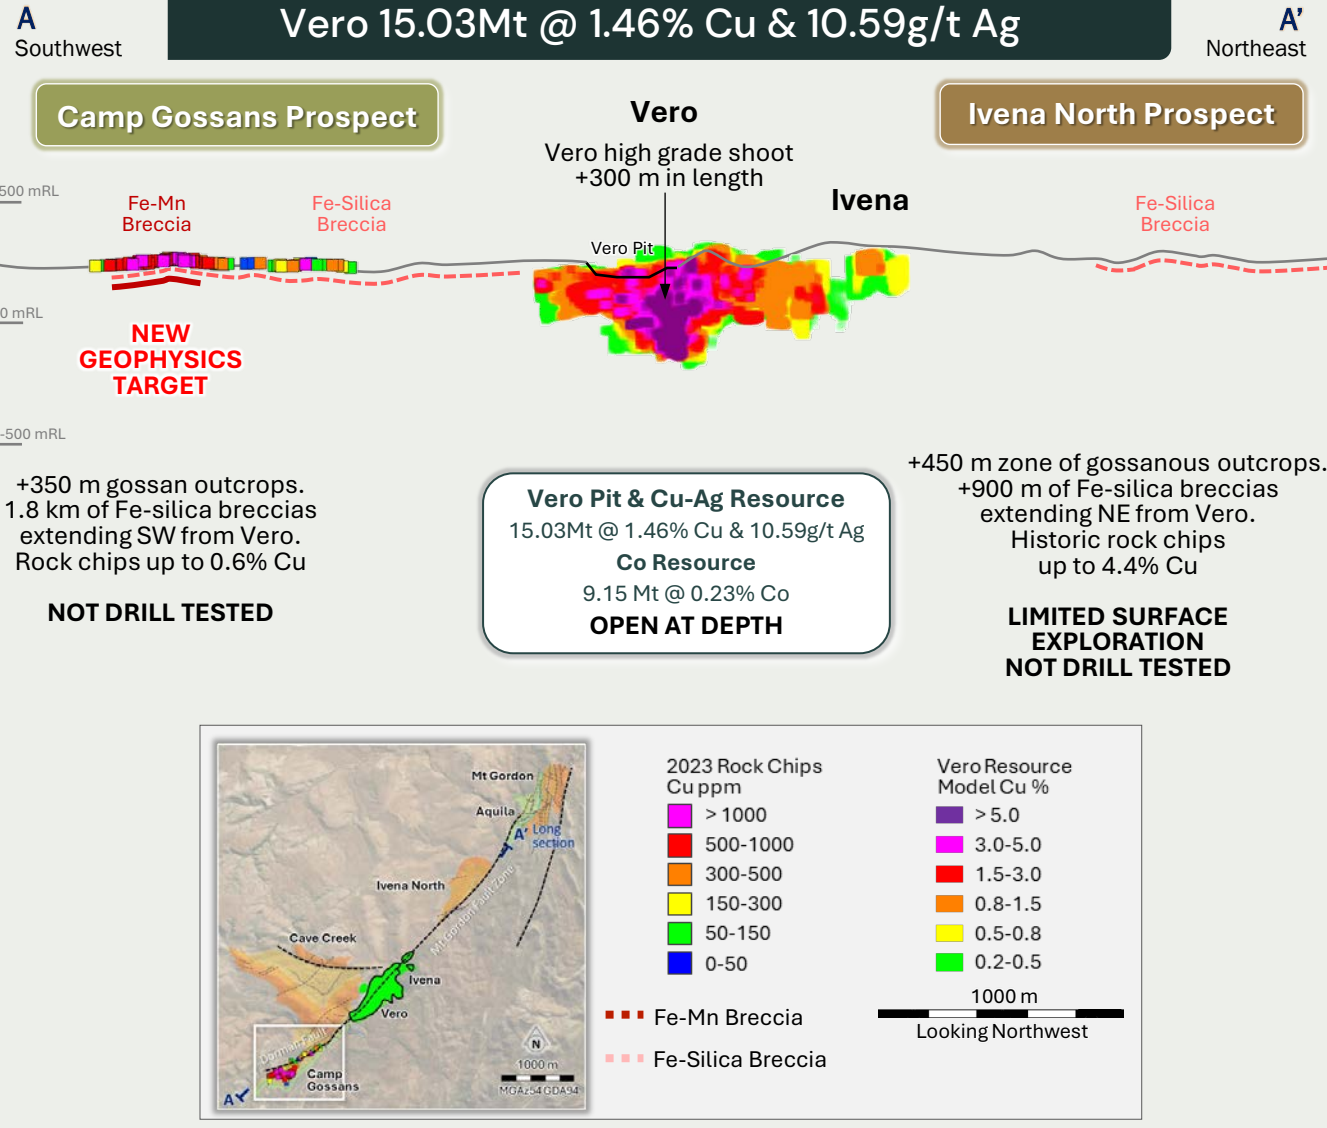 A
Southwest
Vero 15.03Mt @ 1.46% Cu & 10.59g/t Ag
A'
Northeast
Camp Gossans Prospect
Vero
Ivena North Prospect
Vero high grade shoot
+300 m in length
500 mRL
Fe-Mn
Breccia
Fe-Silica
Breccia
Ivena
Fe-Silica
Breccia
Vero Pit
0 mRL
NEW
GEOPHYSICS
TARGET
-500 mRL
+350 m gossan outcrops.
1.8 km of Fe-silica breccias
extending SW from Vero.
Rock chips up to 0.6% Cu
NOT DRILL TESTED
Vero Pit & Cu-Ag Resource
15.03Mt @ 1.46% Cu & 10.59g/t Ag
Co Resource
9.15 Mt @ 0.23% Co
OPEN AT DEPTH
+450 m zone of gossanous outcrops.
+900 m of Fe-silica breccias
extending NE from Vero.
Historic rock chips
up to 4.4% Cu
LIMITED SURFACE
EXPLORATION
NOT DRILL TESTED
Mt Gordon
Aquila
A' Long
section
Ivena North
Mt Gordon Fault Zone
Cave Creek
Ivena
Vero
Dorman Fault
Camp
Gossans
A
N
1000 m
MGAz54 GDA94
2023 Rock Chips
Cu ppm
> 1000
500-1000
300-500
150-300
50-150
0-50
Fe-Mn Breccia
Fe-Silica Breccia
Vero Resource
Model Cu %
> 5.0
3.0-5.0
1.5-3.0
0.8-1.5
0.5-0.8
0.2-0.5
1000 m
Looking Northwest